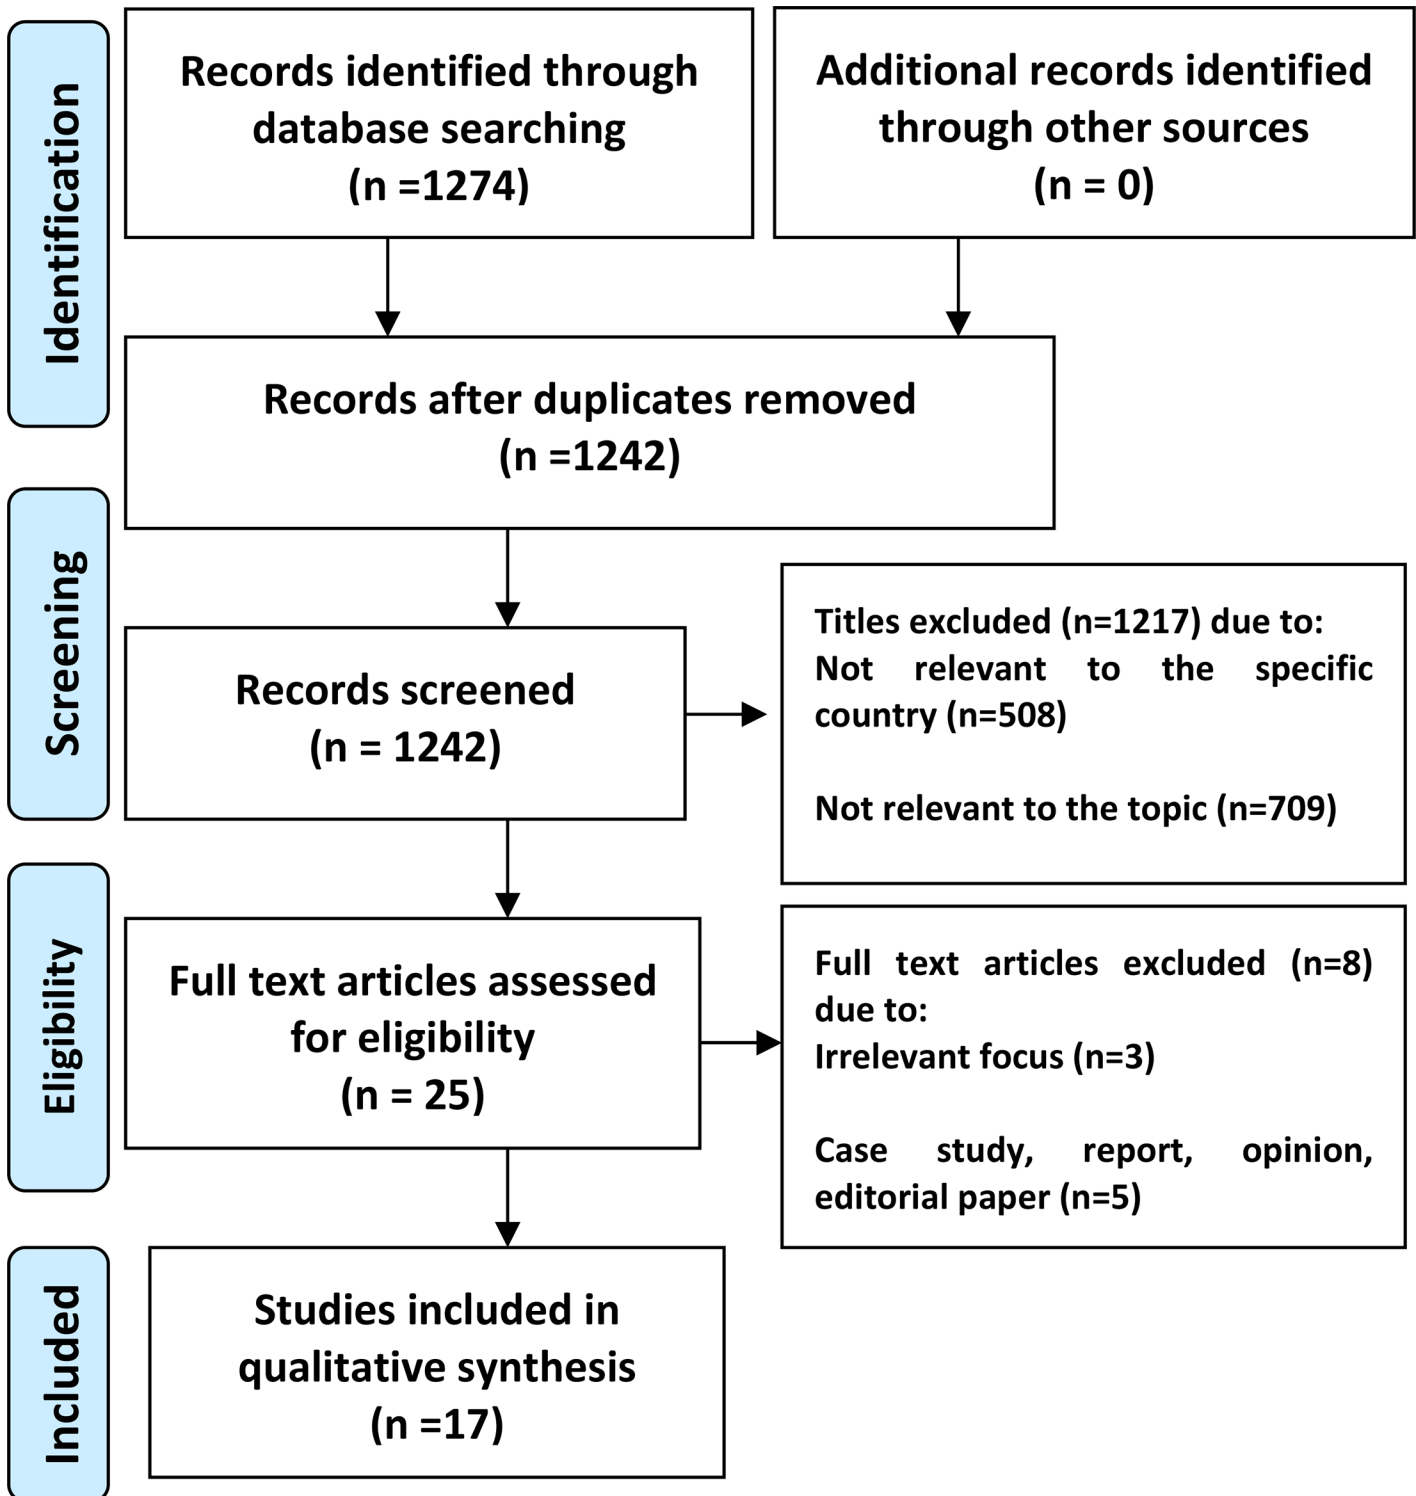 Identification
Records identified through
database searching
(n =1274)
Additional records identified
through other sources
(n = 0)
Records after duplicates removed
(n =1242)
Screening
Records screened
(n = 1242)
Titles excluded (n=1217) due to:
Not relevant to the specific
country (n=508)
Not relevant to the topic (n=709)
Eligibility
Full text articles assessed
for eligibility
(n = 25)
Full text articles excluded (n=8)
due to:
Irrelevant focus (n=3)
Case study, report, opinion,
editorial paper (n=5)
Included
Studies included in
qualitative synthesis
(n =17)